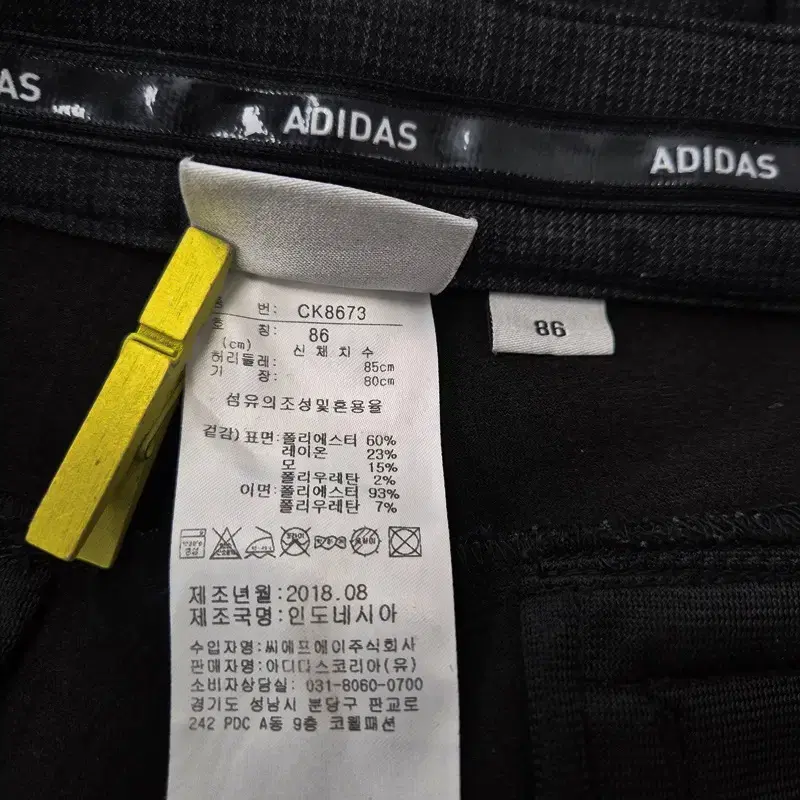 AS
ADIDAS
ADIDAS
번: CK8673
호 칭: 86
(cm) 신 체 치 수
허리둘레: 85cm
기 장: 80cm
섬유의조성및혼용율
겉감) 표면:폴리에스터 60%
레이온 23%
모 15%
폴리우레탄 2%
이면:폴리에스터 93%
폴리우레탄 7%
제조년월:2018.08
제조국명:인도네시아
수입자명:씨에프에이주식회사
판매자명:아디다스코리아(유)
소비자상담실: 031-8060-0700
경기도 성남시 분당구 판교로
242 PDC A동 9층 코웰패션
86